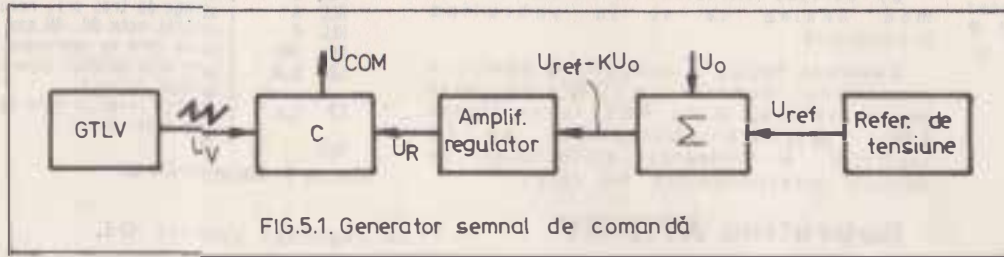 U_COM
U_ref-KU_o
U_o
GTLV
U_V
C
U_R
Amplif.
regulator
Σ
U_ref
Refer. de
tensiune
FIG.5.1. Generator semnal de comandă